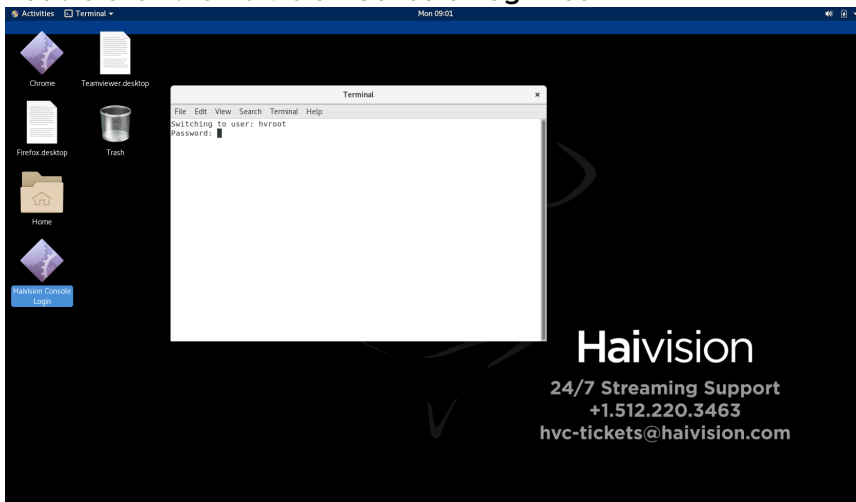 Activities Terminal
Mon 09:01
Chrome
Teamviewer.desktop
Firefox.desktop
Trash
Home
Haivision Console
Login
Terminal
File Edit View Search Terminal Help
Switching to user: hvroot
Password:
Haivision
24/7 Streaming Support
+1.512.220.3463
hvc-tickets@haivision.com